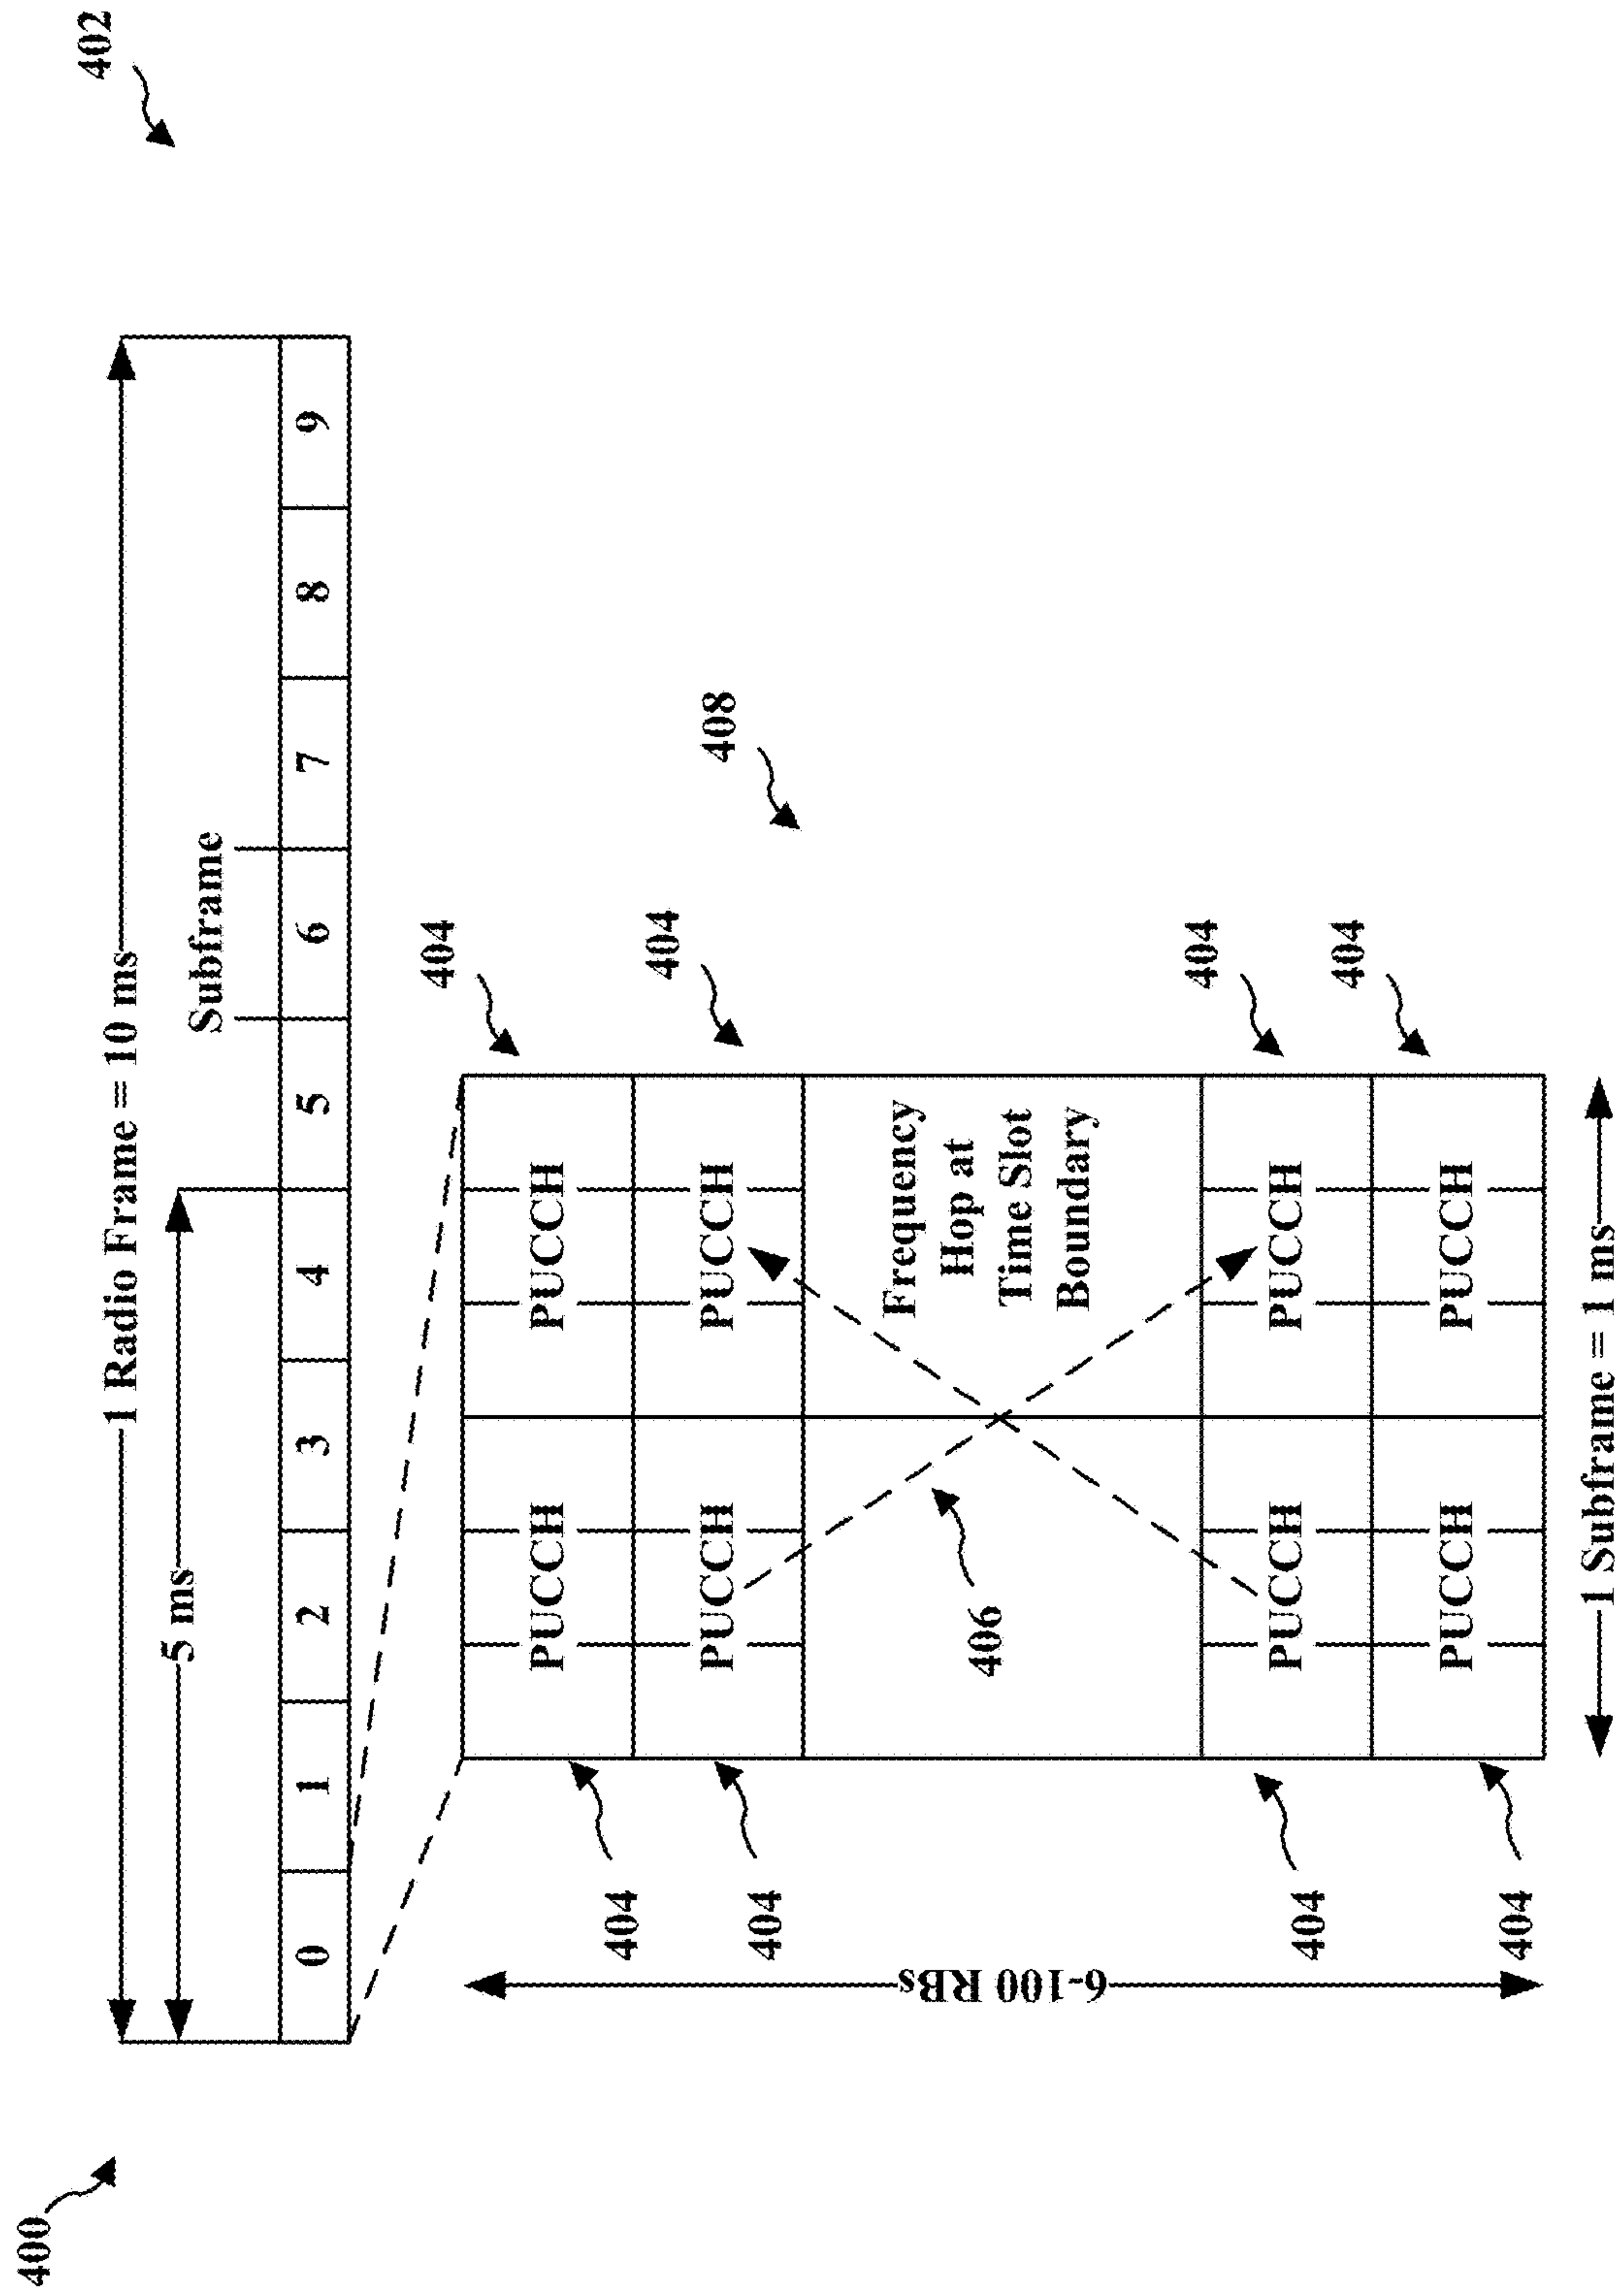 400
402
1 Radio Frame = 10 ms
5 ms
Subframe
0 1 2 3 4 5 6 7 8 9
408
404
404
PUCCH
PUCCH
404
404
PUCCH
PUCCH
404
6-100 RBs
406
Frequency
Hop at
Time Slot
Boundary
404
PUCCH
PUCCH
404
404
PUCCH
PUCCH
404
1 Subframe = 1 ms